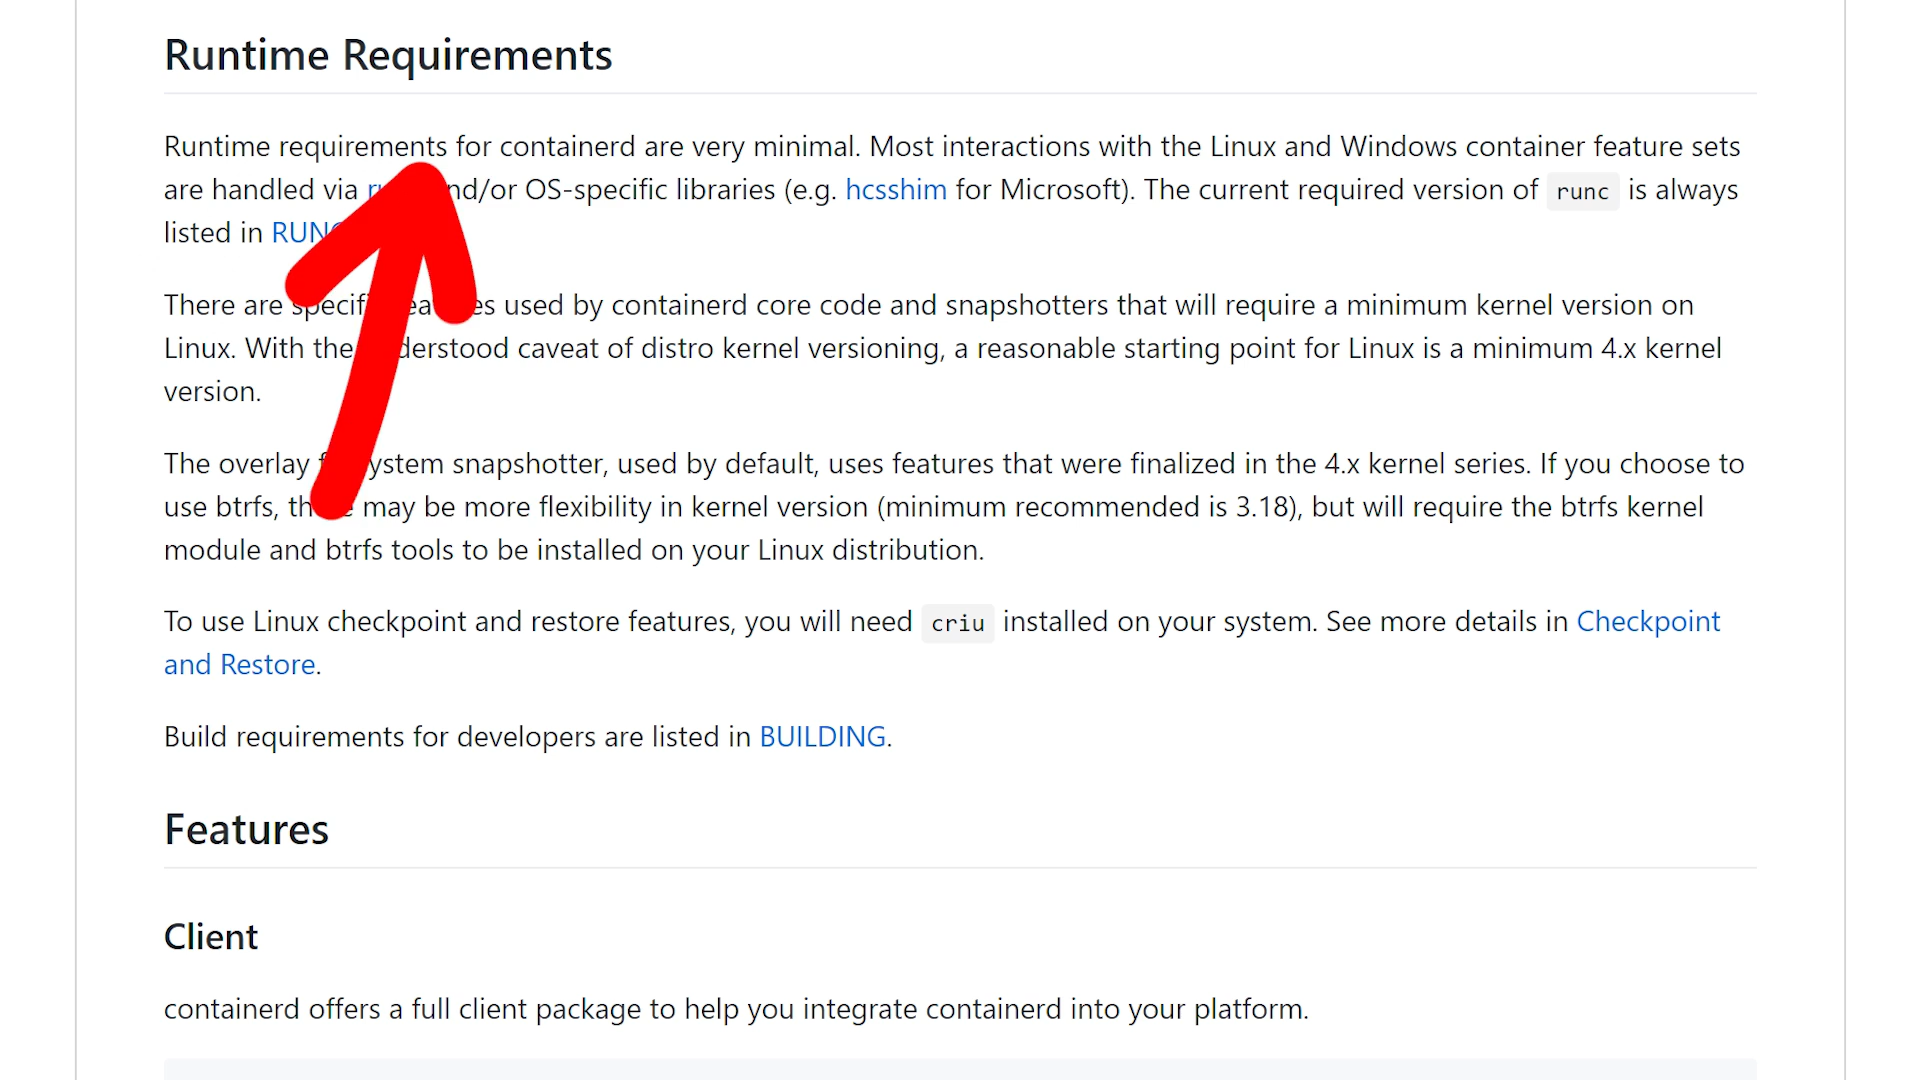 Runtime Requirements
Runtime requirements for containerd are very minimal. Most interactions with the Linux and Windows container feature sets
are handled via and/or OS-specific libraries (e.g. hcsshim for Microsoft). The current required version of runc is always
listed in
There are used by containerd core code and snapshotters that will require a minimum kernel version on
Linux. With the understood caveat of distro kernel versioning, a reasonable starting point for Linux is a minimum 4.x kernel
version.
The overlay snapshotter, used by default, uses features that were finalized in the 4.x kernel series. If you choose to
use btrfs, may be more flexibility in kernel version (minimum recommended is 3.18), but will require the btrfs kernel
module and btrfs tools to be installed on your Linux distribution.
To use Linux checkpoint and restore features, you will need criu installed on your system. See more details in Checkpoint
and Restore.
Build requirements for developers are listed in BUILDING.
Features
Client
containerd offers a full client package to help you integrate containerd into your platform.